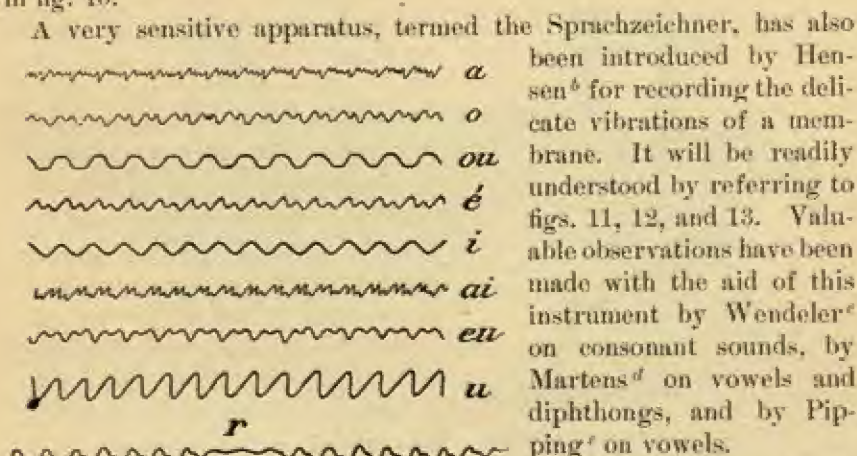 in fig. 10.
A very sensitive apparatus, termed the Sprachzeichner, has also
been introduced by Hen-
sen b for recording the deli-
cate vibrations of a mem-
brane. It will be readily
understood by referring to
figs. 11, 12, and 13. Valu-
able observations have been
made with the aid of this
instrument by Wendeler c
on consonant sounds, by
Martens d on vowels and
diphthongs, and by Pip-
ping e on vowels.
a
o
ou
é
i
ai
eu
u
r